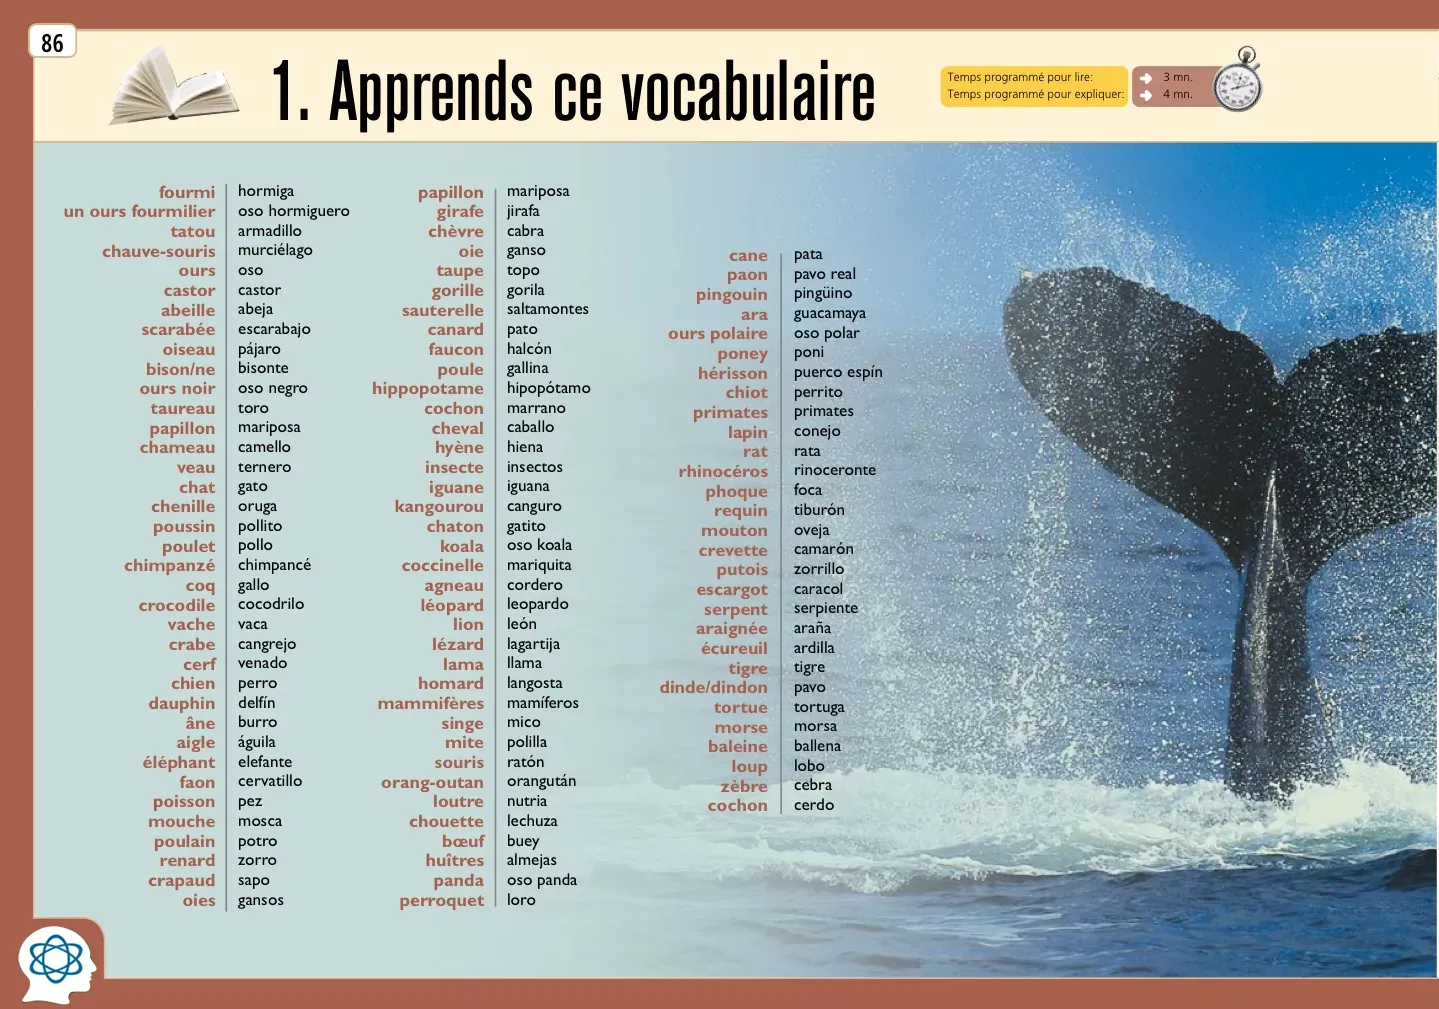 86
1. Apprends ce vocabulaire
Temps programmé pour lire: 3 mn.
Temps programmé pour expliquer: 4 mn.
fourmi hormiga
un ours fourmilier oso hormiguero
tatou armadillo
chauve-souris murciélago
ours oso
castor castor
abeille abeja
scarabée escarabajo
oiseau pájaro
bison/ne bisonte
ours noir oso negro
taureau toro
papillon mariposa
chameau camello
veau ternero
chat gato
chenille oruga
poussin pollito
poulet pollo
chimpanzé chimpancé
coq gallo
crocodile cocodrilo
vache vaca
crabe cangrejo
cerf venado
chien perro
dauphin delfín
âne burro
aigle águila
éléphant elefante
faon cervatillo
poisson pez
mouche mosca
poulain potro
renard zorro
crapaud sapo
oies gansos
papillon mariposa
girafe jirafa
chèvre cabra
oie ganso
taupe topo
gorille gorila
sauterelle saltamontes
canard pato
faucon halcón
poule gallina
hippopotame hipopótamo
cochon marrano
cheval caballo
hyène hiena
insecte insectos
iguane iguana
kangourou canguro
chaton gatito
koala oso koala
coccinelle mariquita
agneau cordero
léopard leopardo
lion león
lézard lagartija
lama llama
homard langosta
mammifères mamíferos
singe mico
mite polilla
souris ratón
orang-outan orangután
loutre nutria
chouette lechuza
bœuf buey
huîtres almejas
panda oso panda
perroquet loro
cane pata
paon pavo real
pingouin pingüino
ara guacamaya
ours polaire oso polar
poney poni
hérisson puerco espín
chiot perrito
primates primates
lapin conejo
rat rata
rhinocéros rinoceronte
phoque foca
requin tiburón
mouton oveja
crevette camarón
putois zorrillo
escargot caracol
serpent serpiente
araignée araña
écureuil ardilla
tigre tigre
dinde/dindon pavo
tortue tortuga
morse morsa
baleine ballena
loup lobo
zèbre cebra
cochon cerdo